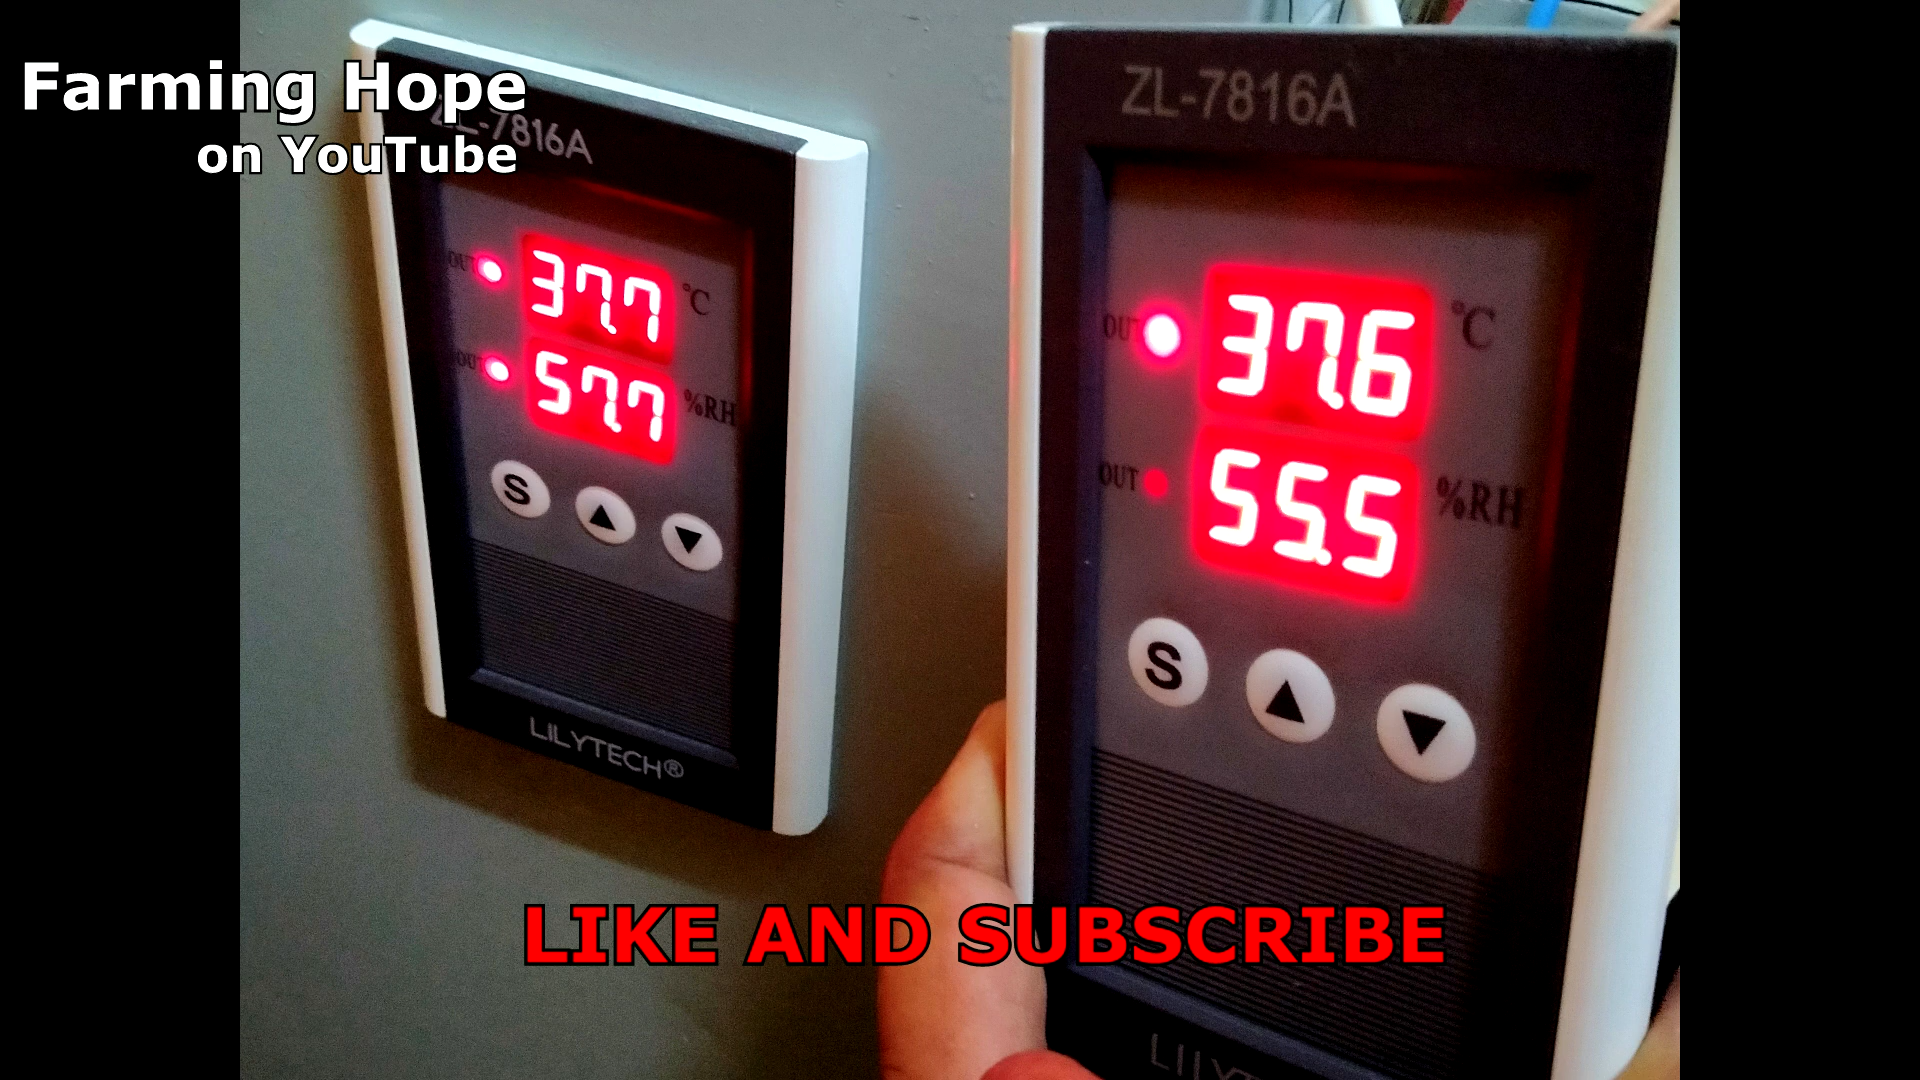 Farming Hope
on YouTube
ZL-7816A
OUT
37.7 °C
OUT
57.7 %RH
S
LILYTECH®
ZL-7816A
OUT
37.6 °C
OUT
55.5 %RH
S
LIKE AND SUBSCRIBE